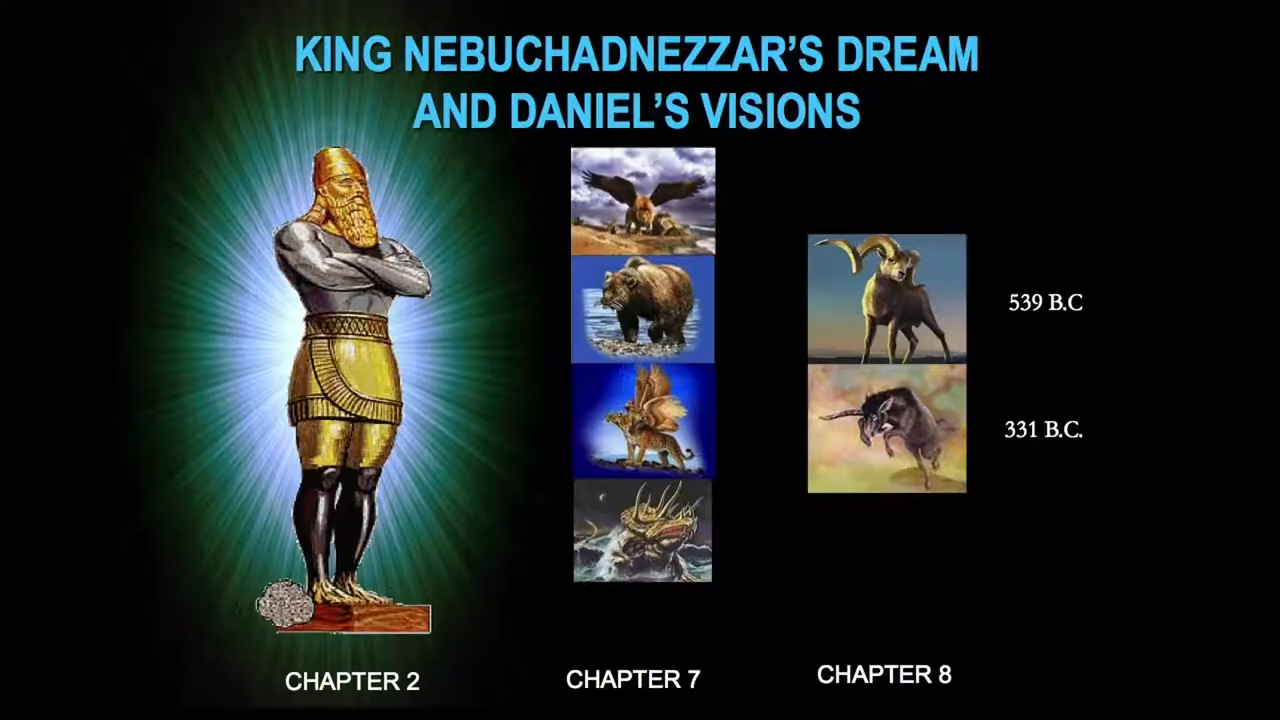 KING NEBUCHADNEZZAR’S DREAM
AND DANIEL’S VISIONS
539 B.C
331 B.C.
CHAPTER 2
CHAPTER 7
CHAPTER 8